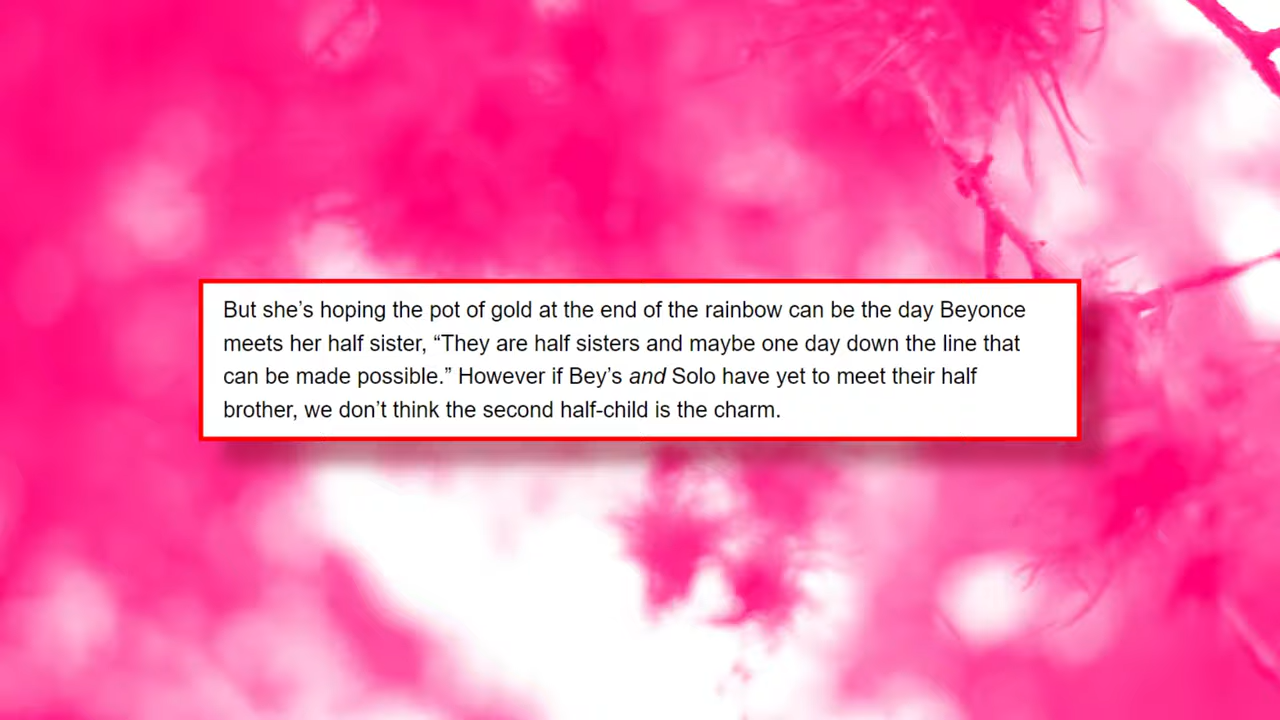 But she’s hoping the pot of gold at the end of the rainbow can be the day Beyonce
meets her half sister, “They are half sisters and maybe one day down the line that
can be made possible.” However if Bey’s and Solo have yet to meet their half
brother, we don’t think the second half-child is the charm.